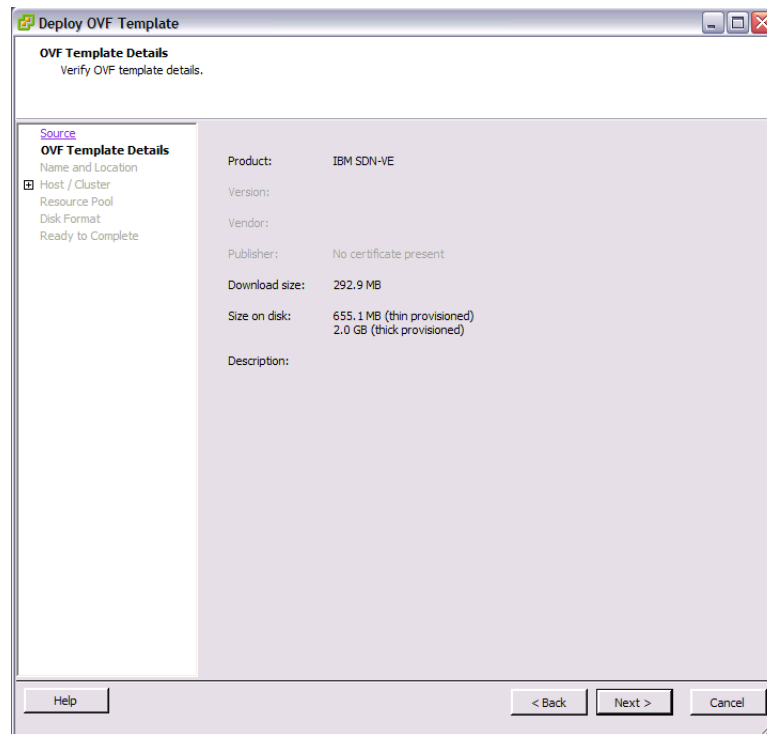 Deploy OVF Template
OVF Template Details
Verify OVF template details.
Source
OVF Template Details
Name and Location
Host / Cluster
Resource Pool
Disk Format
Ready to Complete
Product: IBM SDN-VE
Version:
Vendor:
Publisher: No certificate present
Download size: 292.9 MB
Size on disk: 655.1 MB (thin provisioned)
2.0 GB (thick provisioned)
Description:
Help
< Back
Next >
Cancel